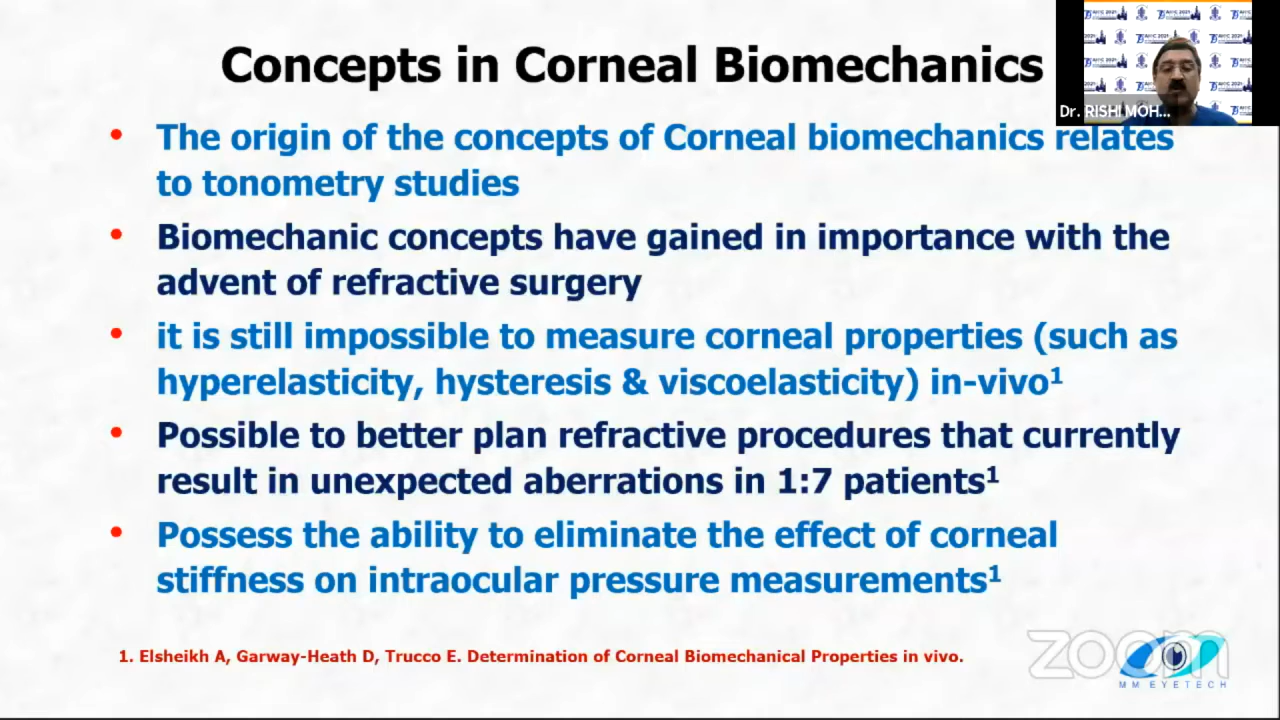 Concepts in Corneal Biomechanics
Dr. RISHI MOH...
• The origin of the concepts of Corneal biomechanics relates
to tonometry studies
• Biomechanic concepts have gained in importance with the
advent of refractive surgery
• it is still impossible to measure corneal properties (such as
hyperelasticity, hysteresis & viscoelasticity) in-vivo¹
• Possible to better plan refractive procedures that currently
result in unexpected aberrations in 1:7 patients¹
• Possess the ability to eliminate the effect of corneal
stiffness on intraocular pressure measurements¹
1. Elsheikh A, Garway-Heath D, Trucco E. Determination of Corneal Biomechanical Properties in vivo.
zoom
MM EYETECH